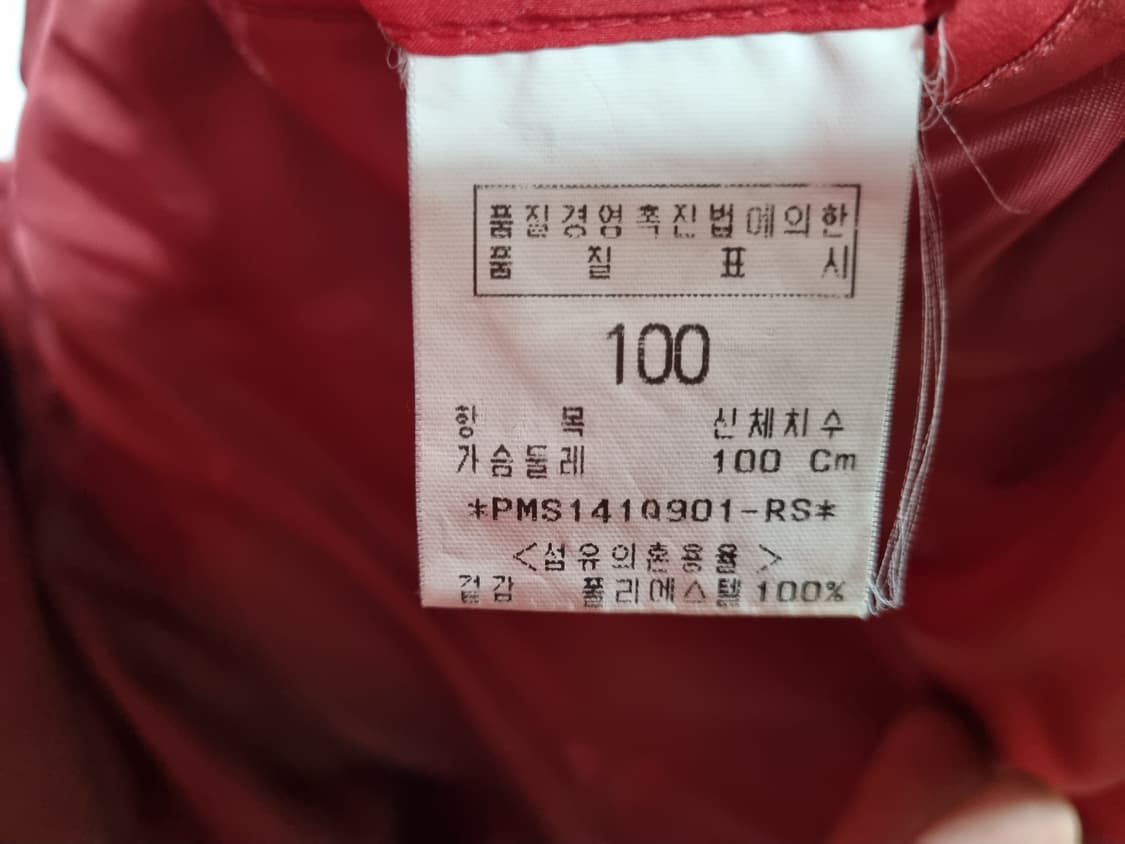 품질경영촉진법에의한
품질표시
100
항목 신체치수
가슴둘레 100 Cm
*PMS141Q901-RS*
<섬유의혼용율>
겉감 폴리에스텔 100%